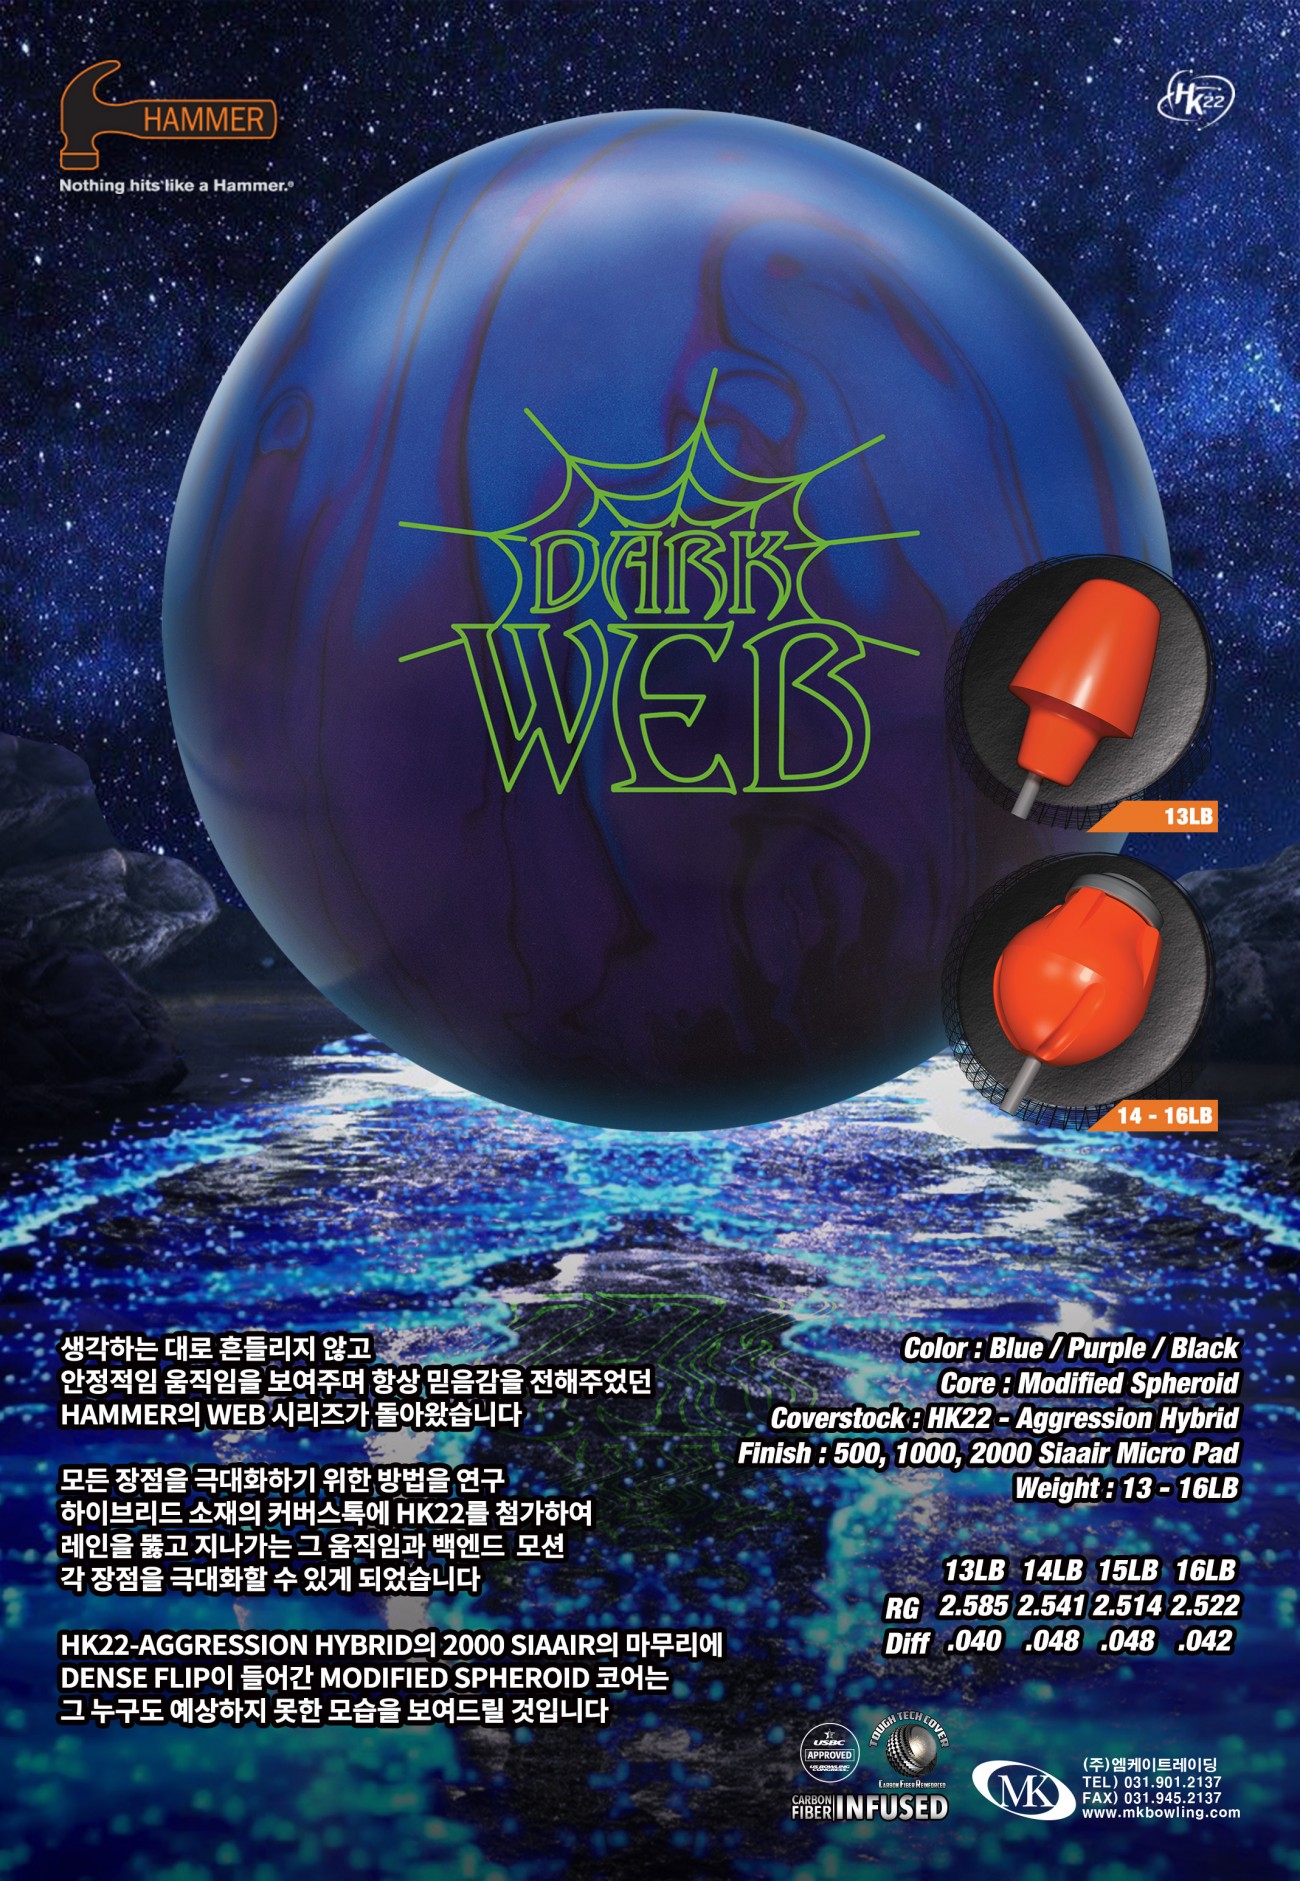 HAMMER
Nothing hits like a Hammer.®
HK22
DARK
WEB
13LB
14 - 16LB
생각하는 대로 흔들리지 않고
안정적임 움직임을 보여주며 항상 믿음감을 전해주었던
HAMMER의 WEB 시리즈가 돌아왔습니다
모든 장점을 극대화하기 위한 방법을 연구
하이브리드 소재의 커버스톡에 HK22를 첨가하여
레인을 뚫고 지나가는 그 움직임과 백엔드 모션
각 장점을 극대화할 수 있게 되었습니다
HK22-AGGRESSION HYBRID의 2000 SIAAIR의 마무리에
DENSE FLIP이 들어간 MODIFIED SPHEROID 코어는
그 누구도 예상하지 못한 모습을 보여드릴 것입니다
Color : Blue / Purple / Black
Core : Modified Spheroid
Coverstock : HK22 - Aggression Hybrid
Finish : 500, 1000, 2000 Siaair Micro Pad
Weight : 13 - 16LB
13LB 14LB 15LB 16LB
RG 2.585 2.541 2.514 2.522
Diff .040 .048 .048 .042
USBC
APPROVED
US BOWLING
CONGRESS
TOUGH TECH COVER
CARBON FIBER REINFORCED
CARBON
FIBER INFUSED
MK
(주)엠케이트레이딩
TEL) 031.901.2137
FAX) 031.945.2137
www.mkbowling.com